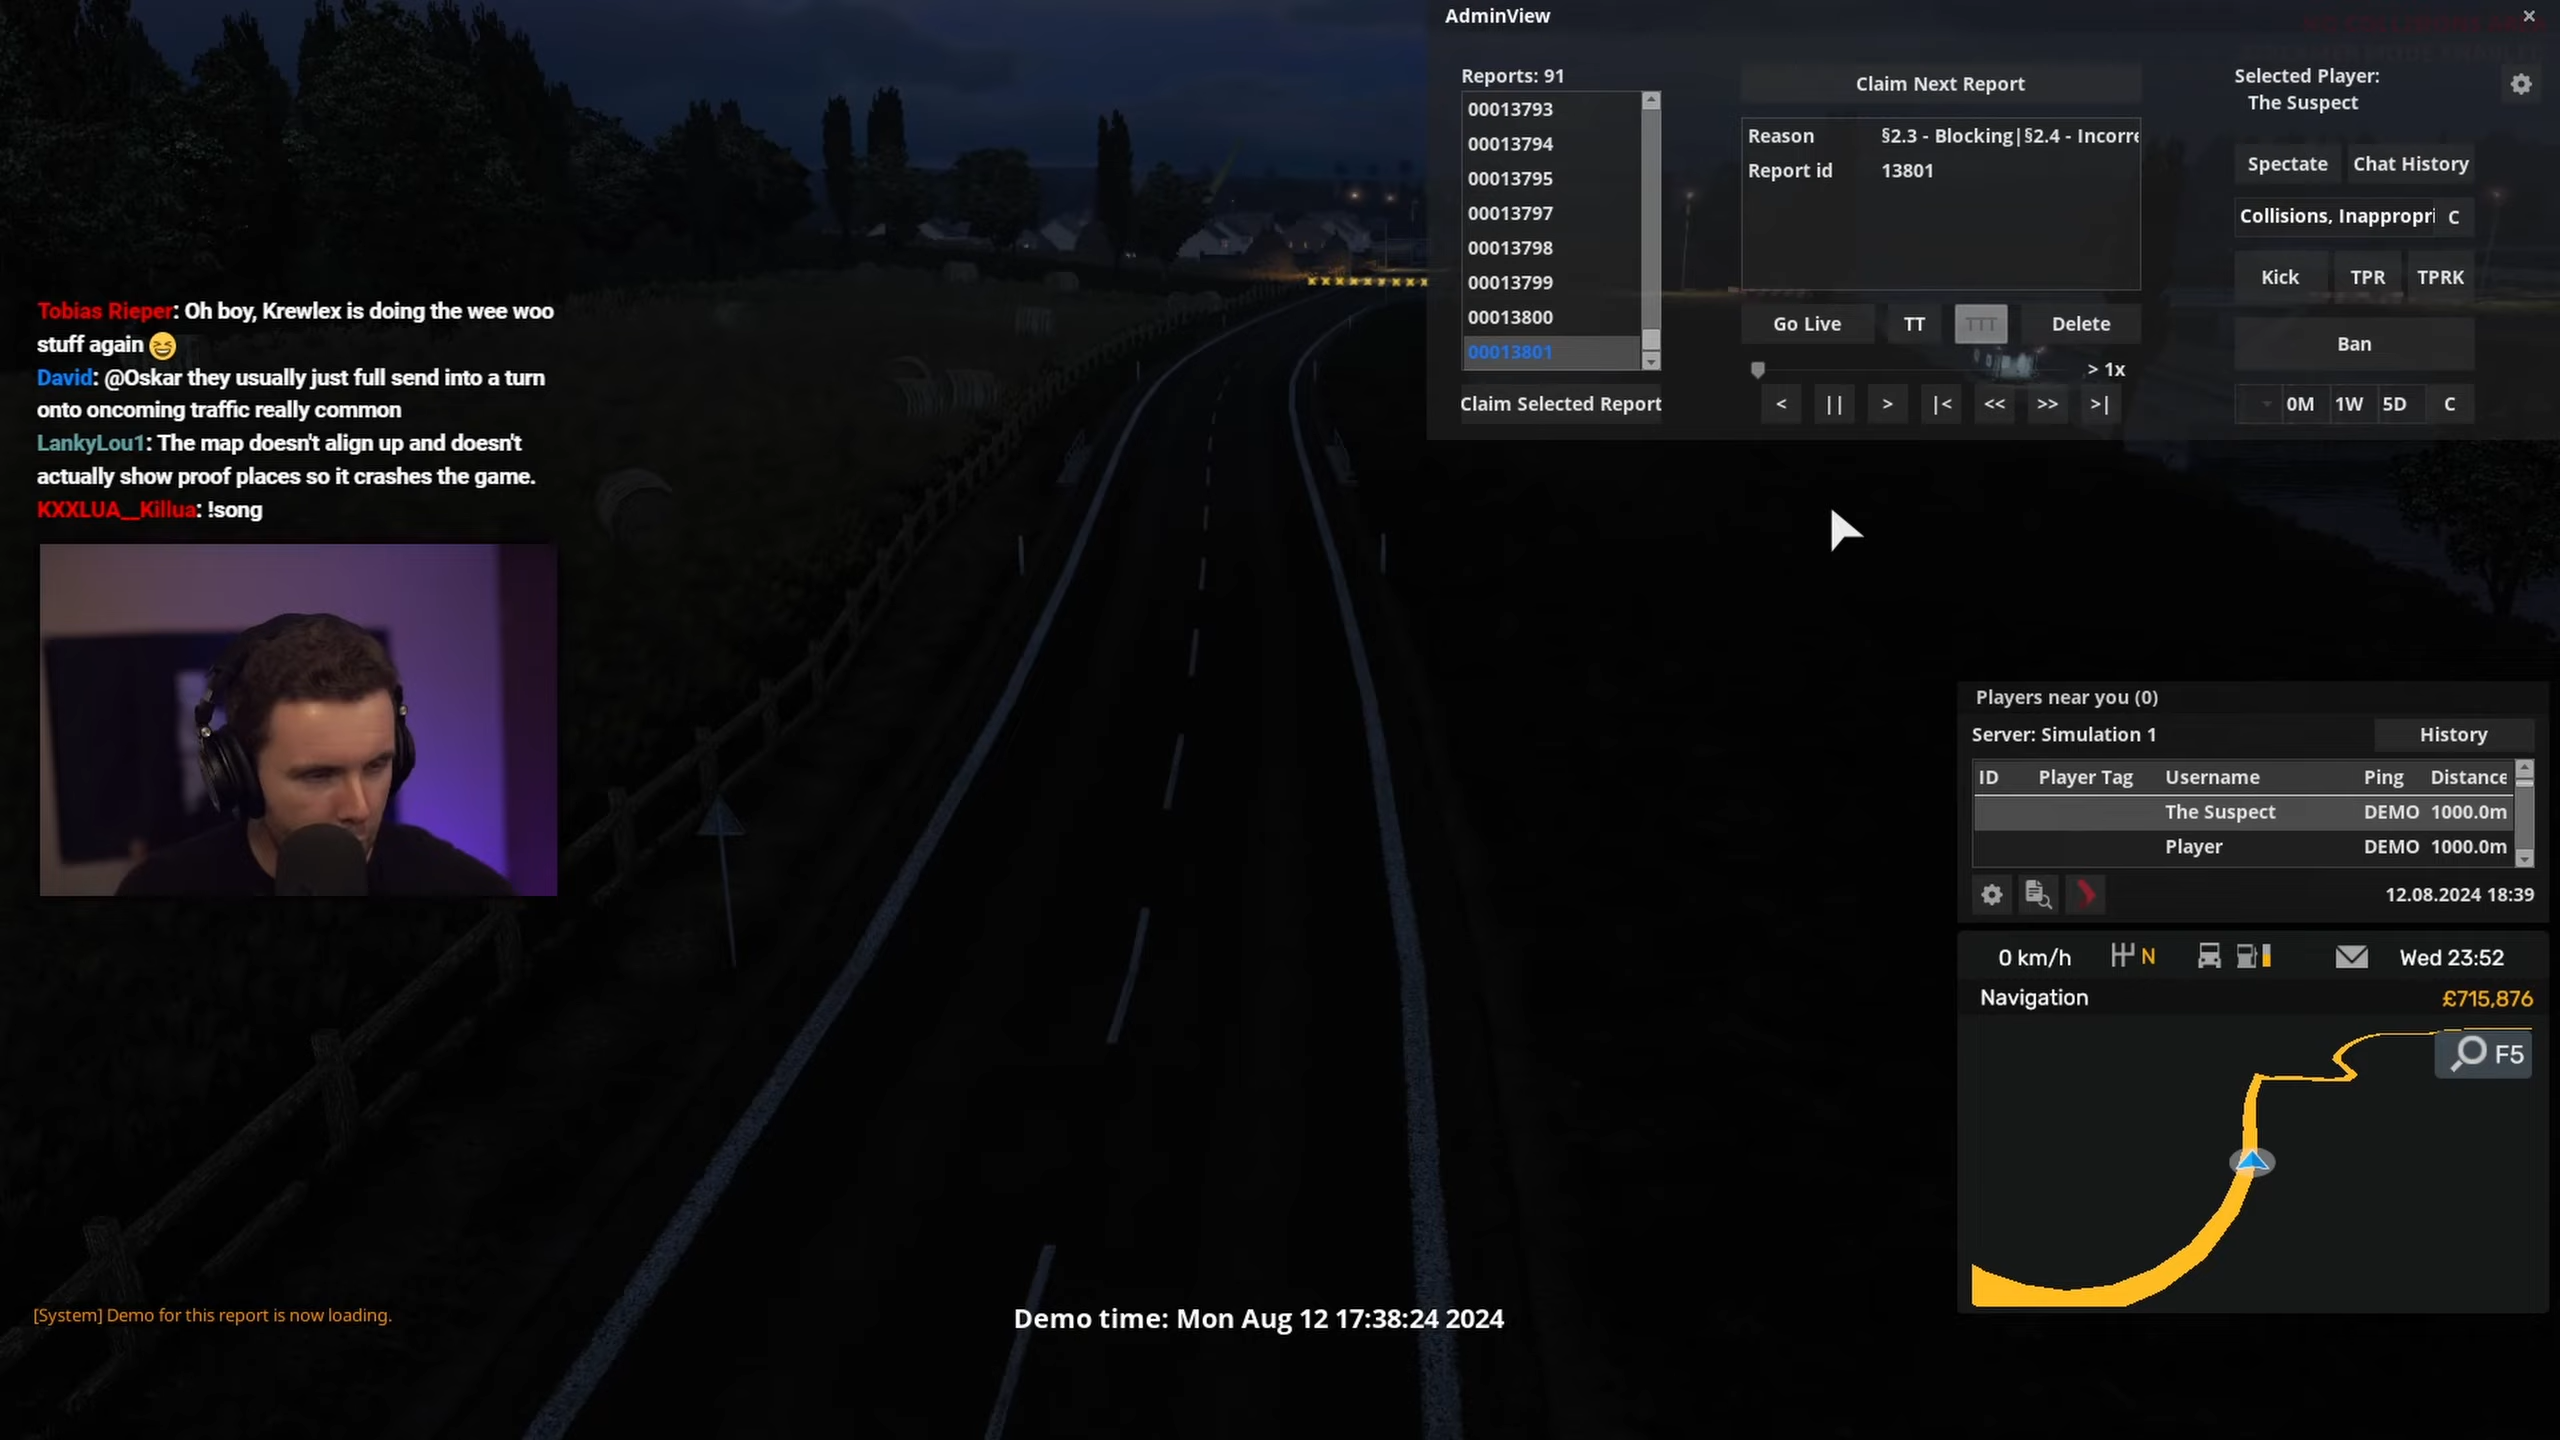 AdminView
Reports: 91
00013793
00013794
00013795
00013797
00013798
00013799
00013800
00013801
Claim Selected Report
Claim Next Report
Reason §2.3 - Blocking|§2.4 - Incorre
Report id 13801
Go Live TT TTT Delete
> 1x
< || > |< << >> >|
Selected Player:
The Suspect
Spectate Chat History
Collisions, Inappropri C
Kick TPR TPRK
Ban
0M 1W 5D C
Tobias Rieper: Oh boy, Krewlex is doing the wee woo
stuff again 😆
David: @Oskar they usually just full send into a turn
onto oncoming traffic really common
LankyLou1: The map doesn't align up and doesn't
actually show proof places so it crashes the game.
KXXLUA__Killua: !song
Players near you (0)
Server: Simulation 1 History
ID Player Tag Username Ping Distance
The Suspect DEMO 1000.0m
Player DEMO 1000.0m
12.08.2024 18:39
0 km/h N Wed 23:52
Navigation £715,876
F5
[System] Demo for this report is now loading.
Demo time: Mon Aug 12 17:38:24 2024